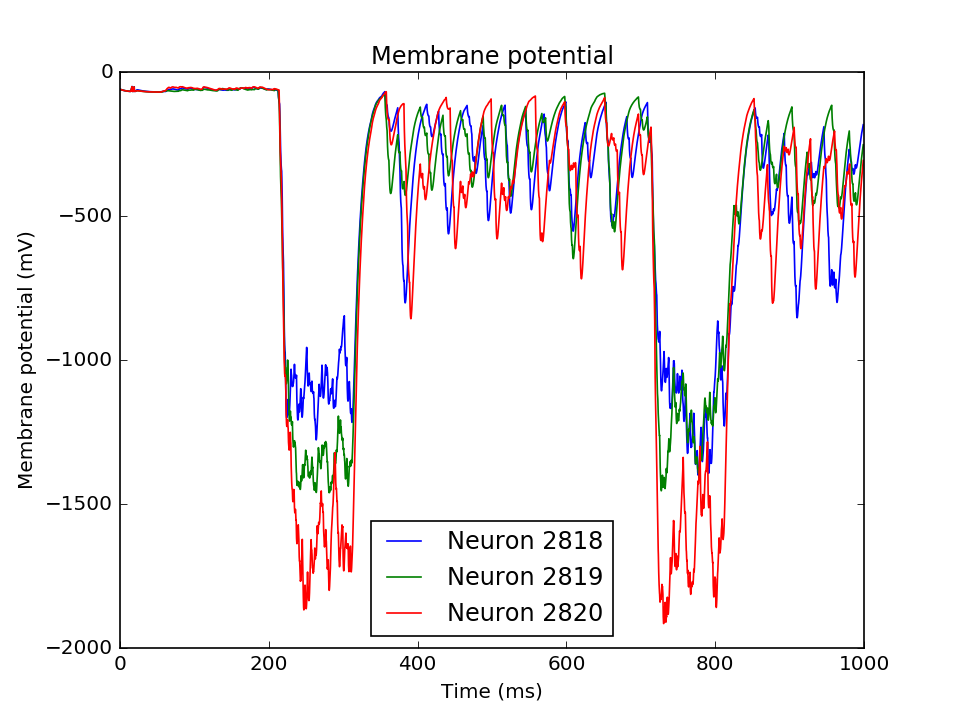 Membrane potential
Membrane potential (mV)
0
−500
−1000
−1500
−2000
Neuron 2818
Neuron 2819
Neuron 2820
0 200 400 600 800 1000
Time (ms)